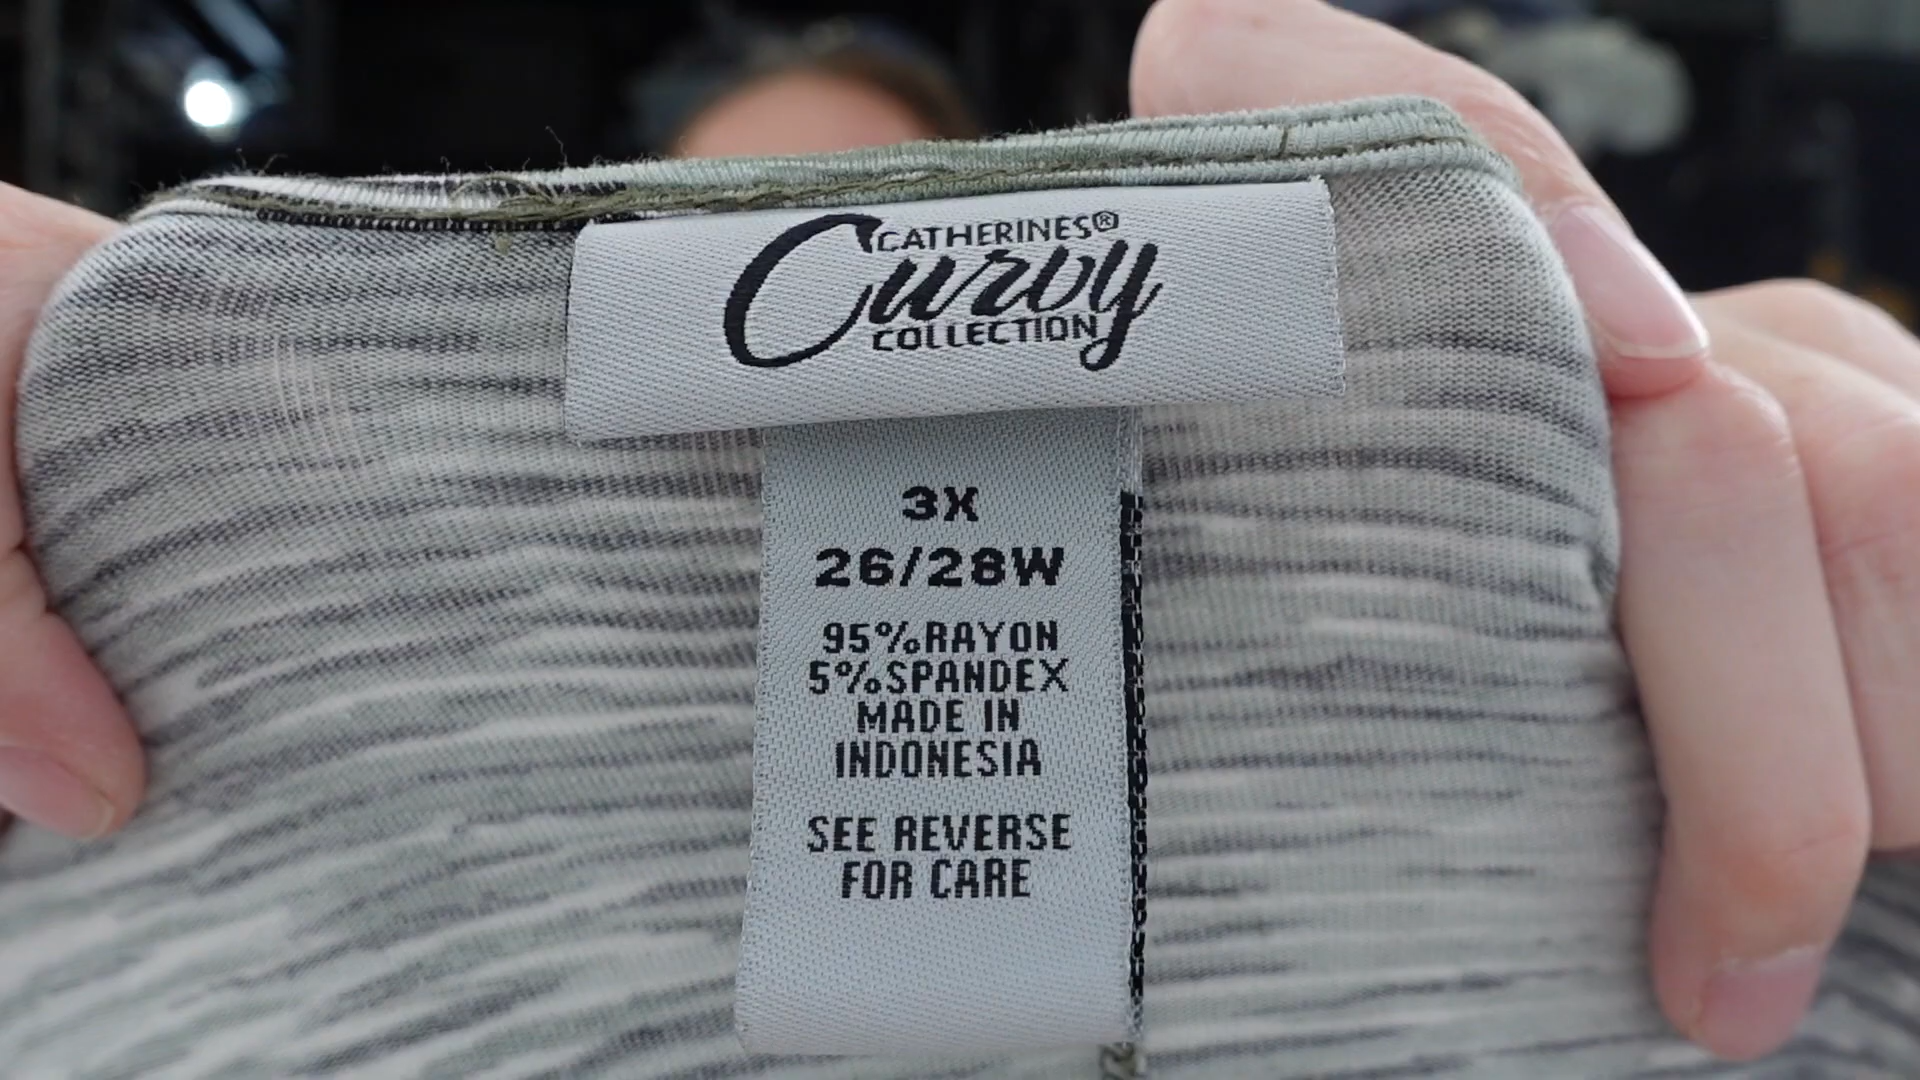 CATHERINES®
Curvy
COLLECTION
3X
26/28W
95%RAYON
5%SPANDEX
MADE IN
INDONESIA
SEE REVERSE
FOR CARE